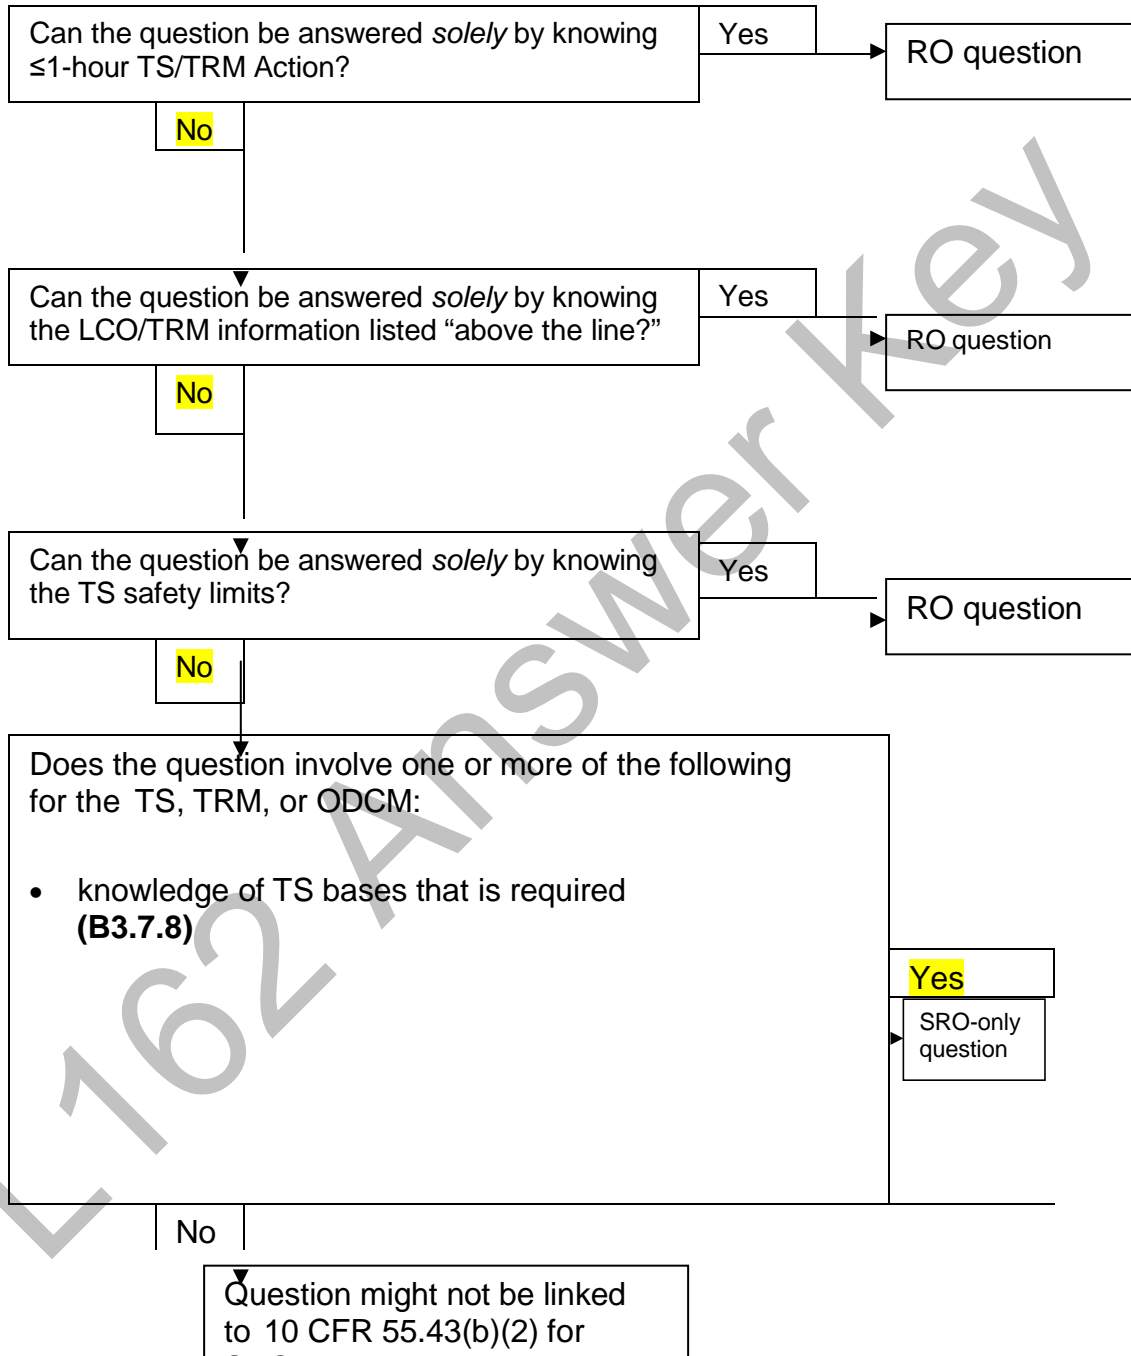 Can the question be answered solely by knowing
≤1-hour TS/TRM Action?
Yes
RO question
No
Can the question be answered solely by knowing
the LCO/TRM information listed “above the line?”
Yes
RO question
No
Can the question be answered solely by knowing
the TS safety limits?
Yes
RO question
No
Does the question involve one or more of the following
for the TS, TRM, or ODCM:
• knowledge of TS bases that is required
(B3.7.8)
Yes
SRO-only
question
No
Question might not be linked
to 10 CFR 55.43(b)(2) for
L162 Answer Key